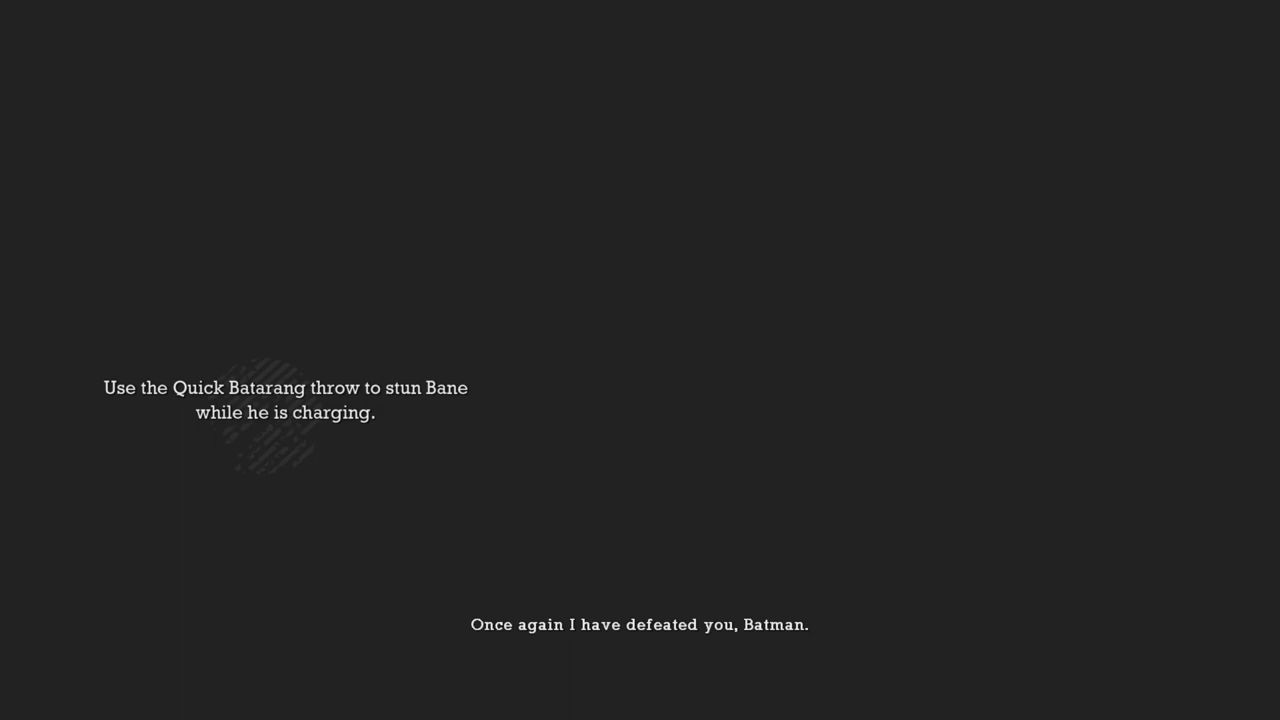 Use the Quick Batarang throw to stun Bane
while he is charging.
Once again I have defeated you, Batman.